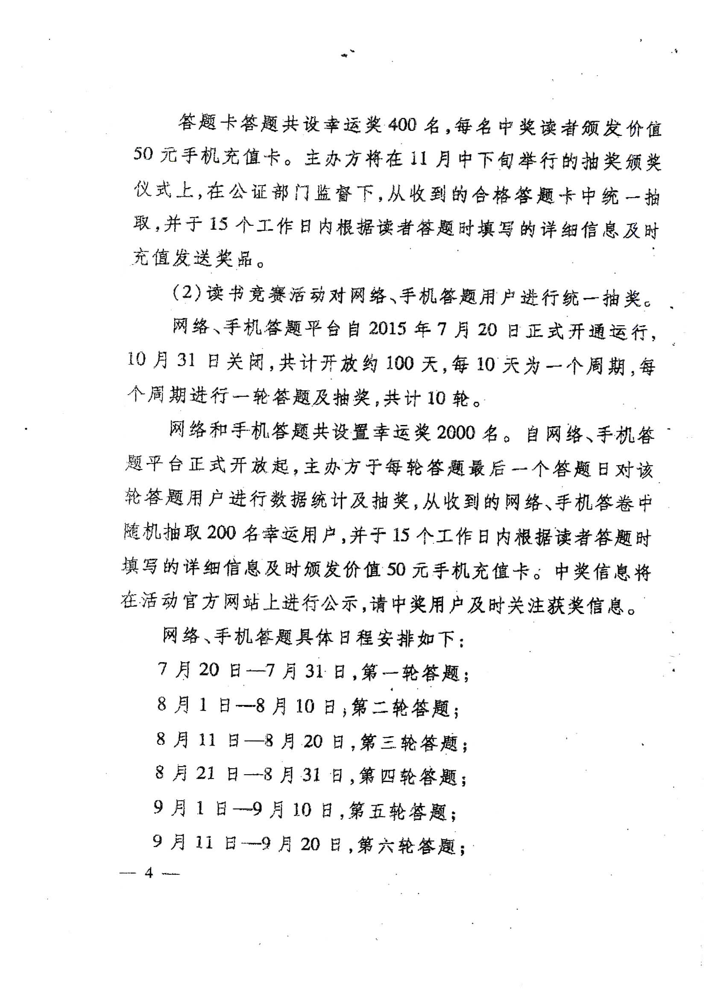 答题卡答题共设幸运奖400名,每名中奖读者颁发价值
50元手机充值卡。主办方将在11月中下旬举行的抽奖颁奖
仪式上,在公证部门监督下,从收到的合格答题卡中统一抽
取,并于15个工作日内根据读者答题时填写的详细信息及时
充值发送奖品。
(2)读书竞赛活动对网络、手机答题用户进行统一抽奖。
网络、手机答题平台自2015年7月20日正式开通运行,
10月31日关闭,共计开放约100天,每10天为一个周期,每
个周期进行一轮答题及抽奖,共计10轮。
网络和手机答题共设置幸运奖2000名。自网络、手机答
题平台正式开放起,主办方于每轮答题最后一个答题日对该
轮答题用户进行数据统计及抽奖,从收到的网络、手机答卷中
随机抽取200名幸运用户,并于15个工作日内根据读者答题时
填写的详细信息及时颁发价值50元手机充值卡。中奖信息将
在活动官方网站上进行公示,请中奖用户及时关注获奖信息。
网络、手机答题具体日程安排如下:
7月20日—7月31日,第一轮答题;
8月1日—8月10日,第二轮答题;
8月11日—8月20日,第三轮答题;
8月21日—8月31日,第四轮答题;
9月1日—9月10日,第五轮答题;
9月11日—9月20日,第六轮答题;
— 4 —